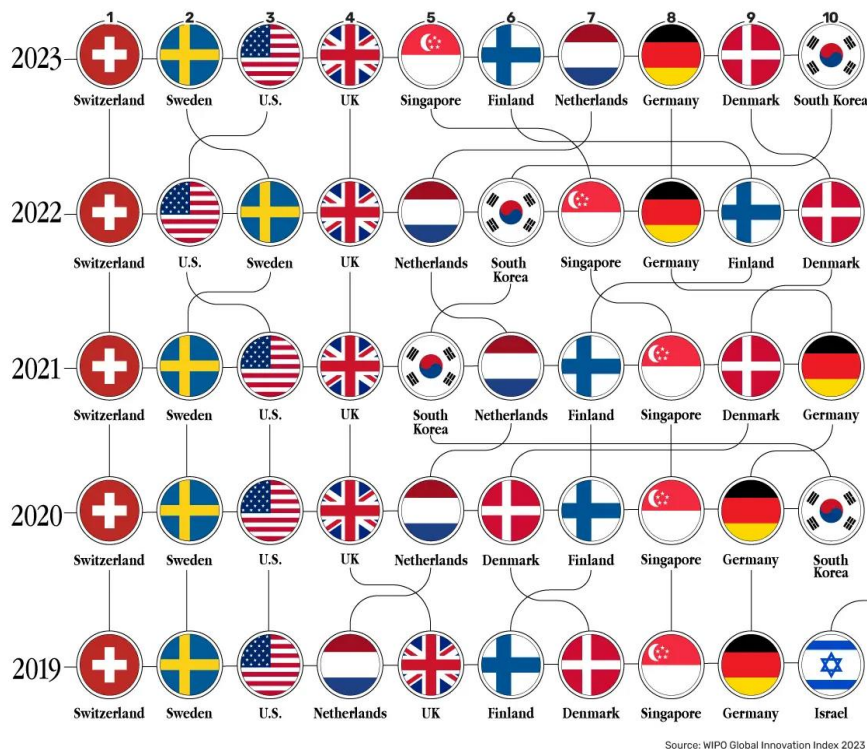 1 2 3 4 5 6 7 8 9 10
2023
Switzerland Sweden U.S. UK Singapore Finland Netherlands Germany Denmark South Korea
2022
Switzerland U.S. Sweden UK Netherlands South Korea Singapore Germany Finland Denmark
2021
Switzerland Sweden U.S. UK South Korea Netherlands Finland Singapore Denmark Germany
2020
Switzerland Sweden U.S. UK Netherlands Denmark Finland Singapore Germany South Korea
2019
Switzerland Sweden U.S. Netherlands UK Finland Denmark Singapore Germany Israel
Source: WIPO Global Innovation Index 2023